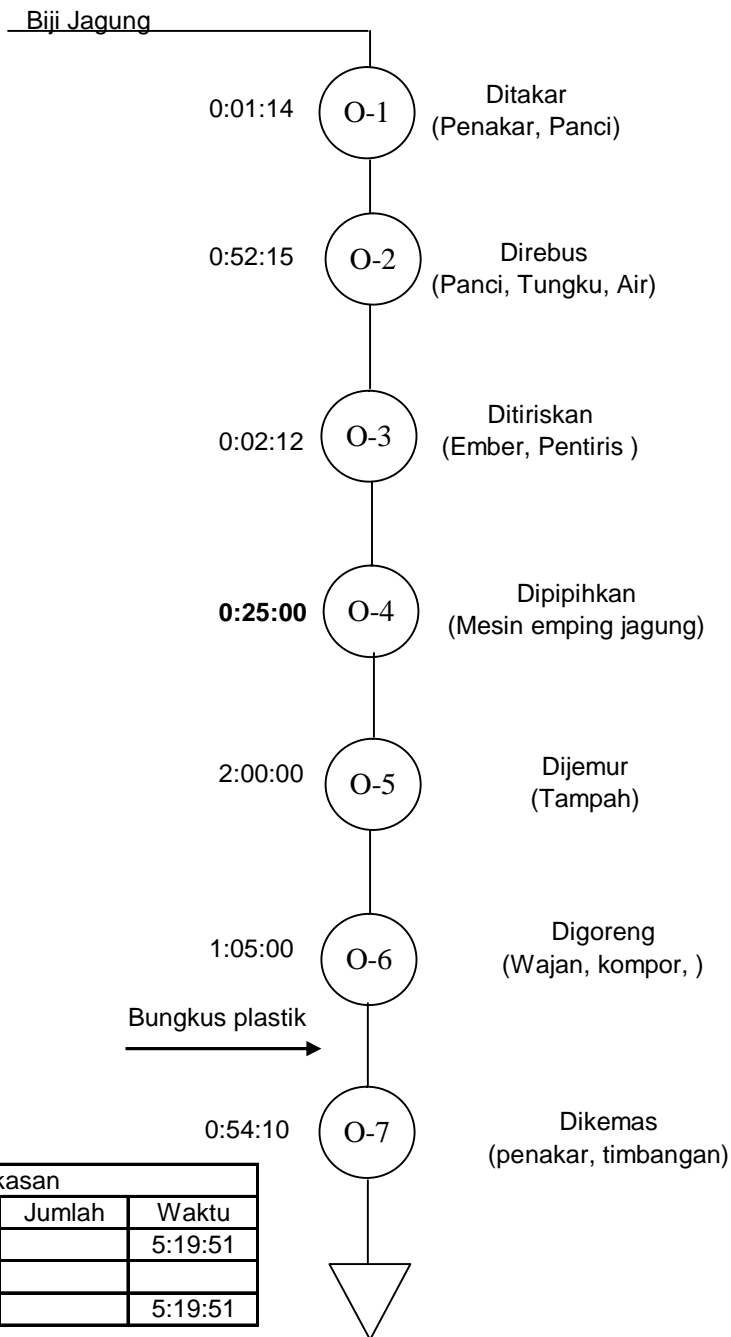 Biji Jagung
0:01:14
O-1
Ditakar
(Penakar, Panci)
0:52:15
O-2
Direbus
(Panci, Tungku, Air)
0:02:12
O-3
Ditiriskan
(Ember, Pentiris )
0:25:00
O-4
Dipipihkan
(Mesin emping jagung)
2:00:00
O-5
Dijemur
(Tampah)
1:05:00
O-6
Digoreng
(Wajan, kompor, )
Bungkus plastik
0:54:10
O-7
Dikemas
(penakar, timbangan)
kasan
Jumlah Waktu
5:19:51
5:19:51